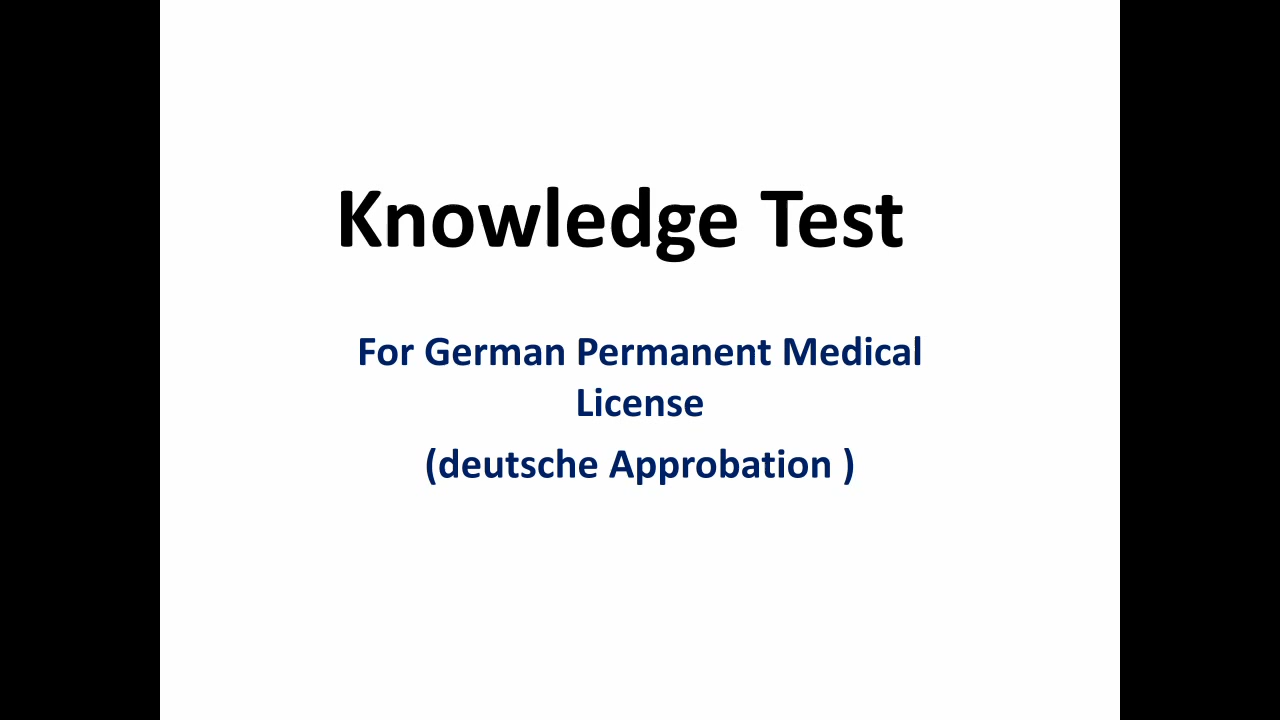 Knowledge Test
For German Permanent Medical
License
(deutsche Approbation )